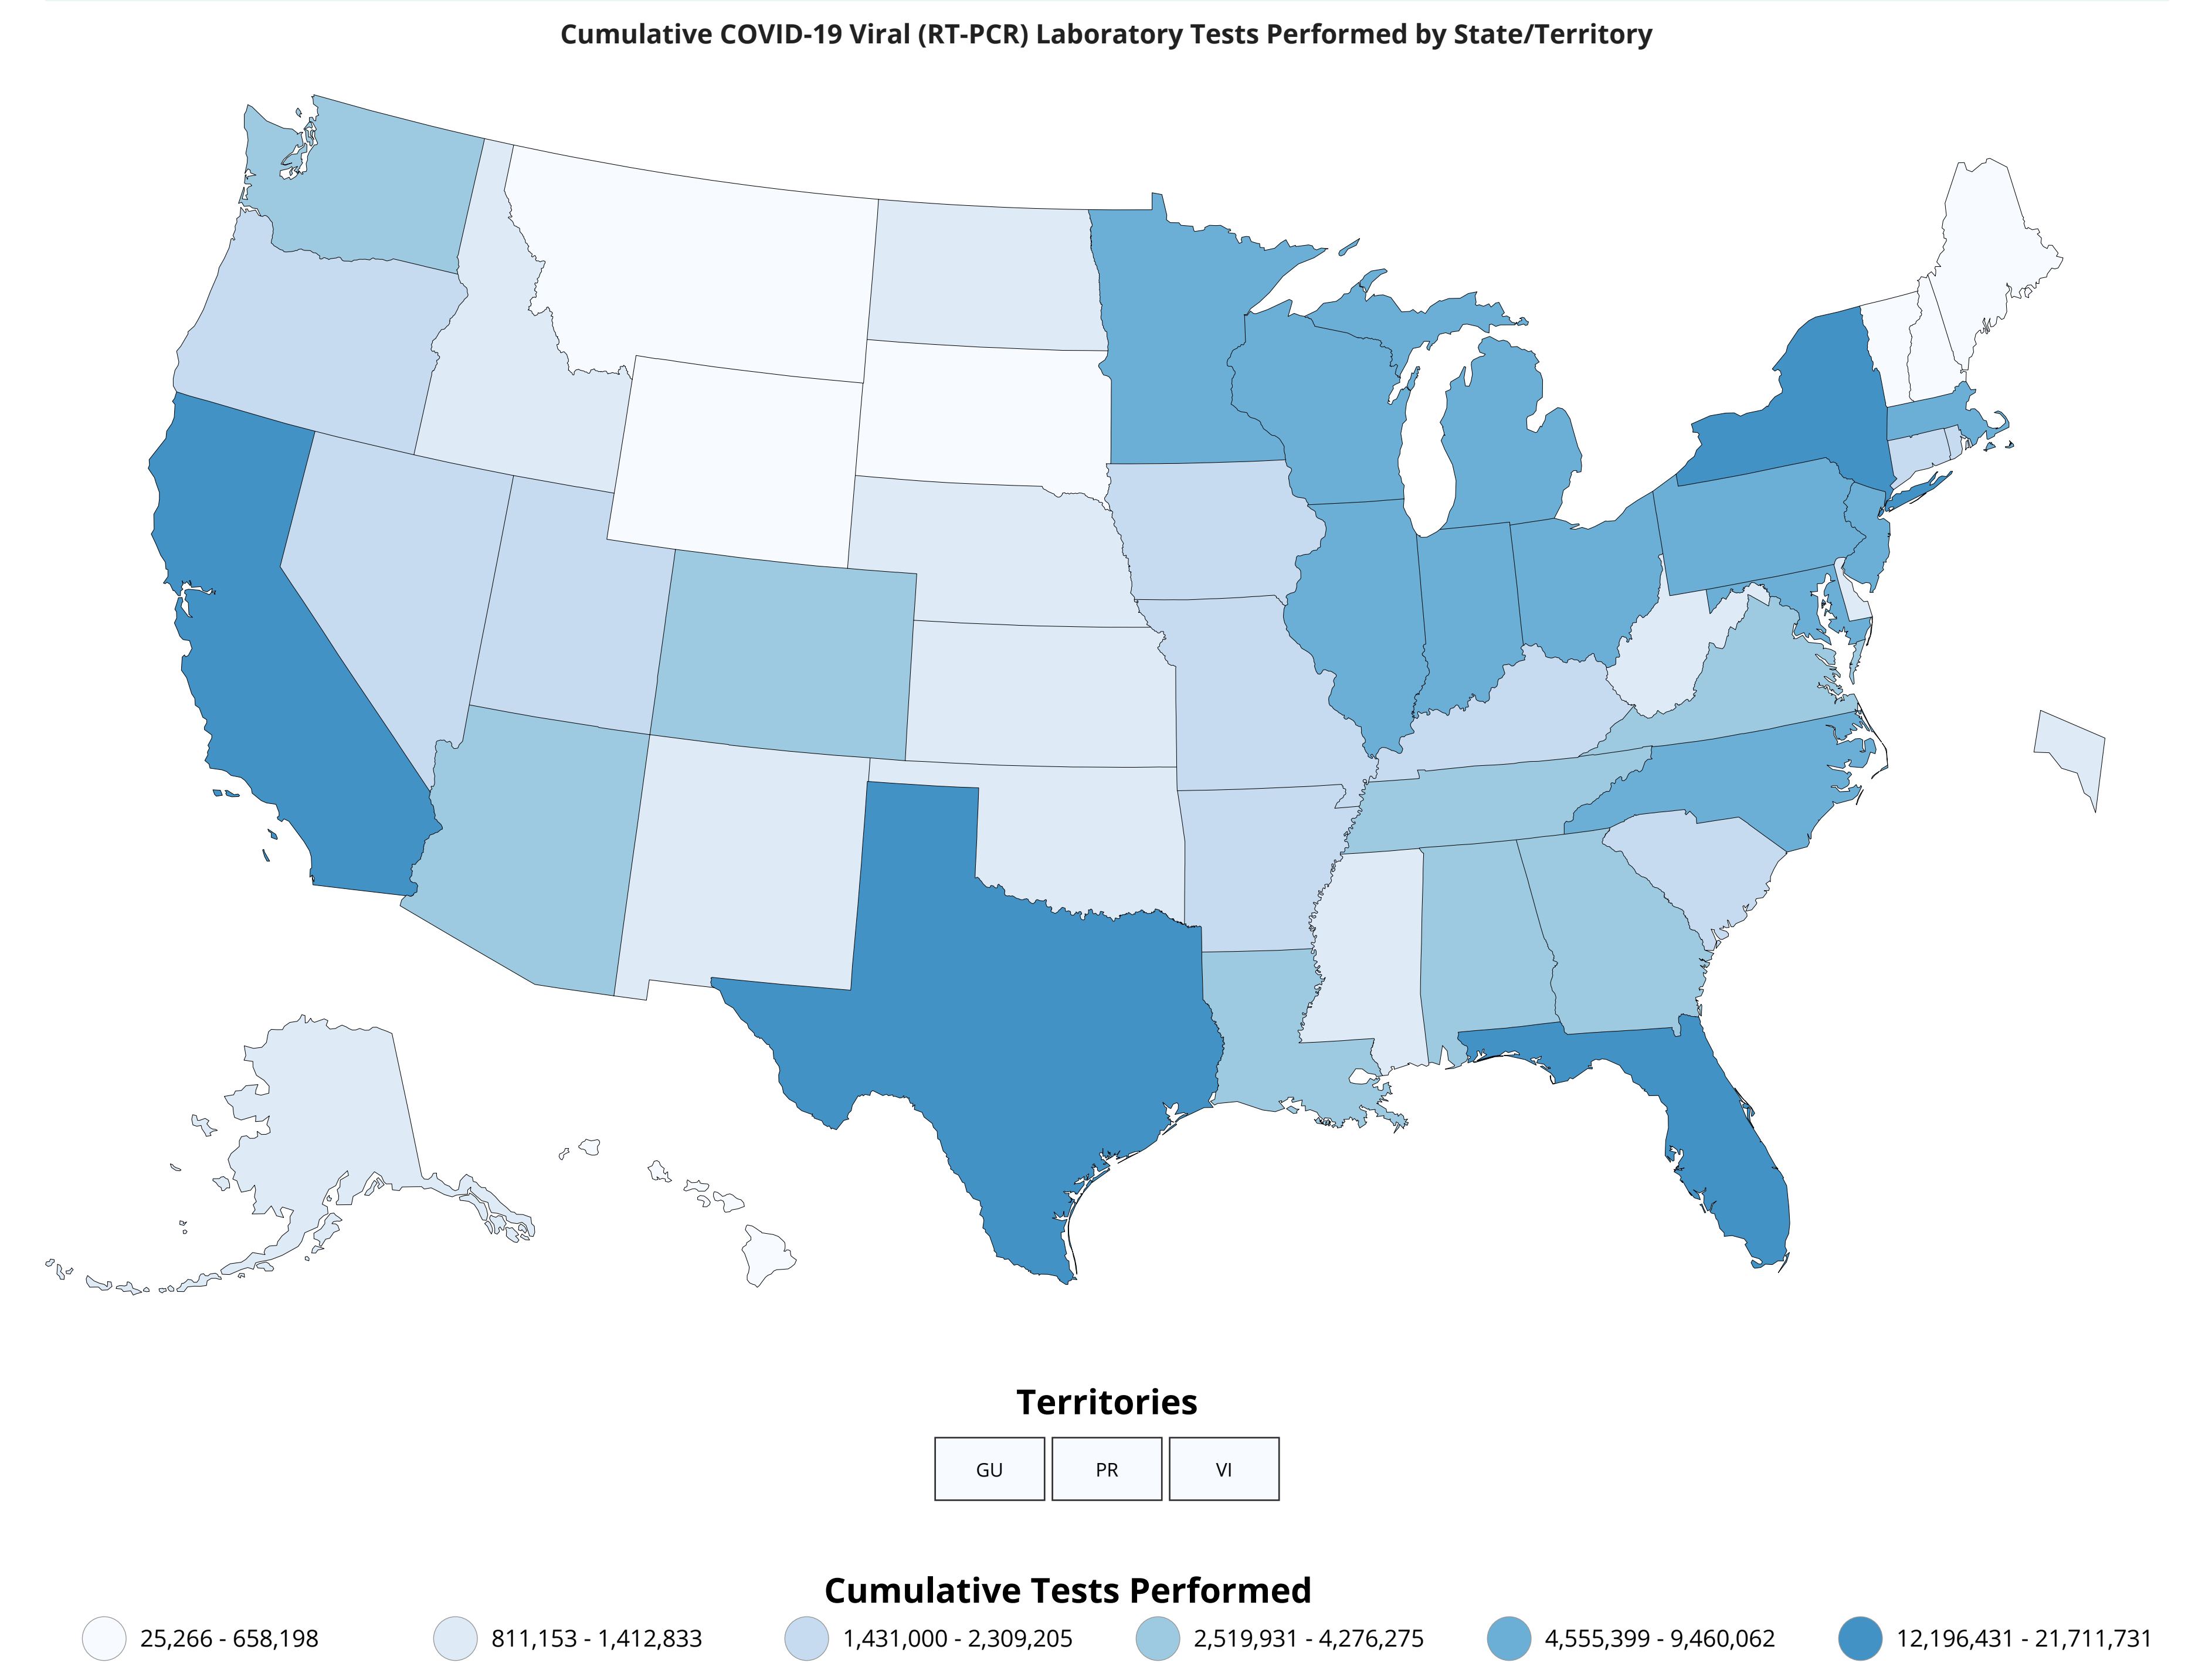 Cumulative COVID-19 Viral (RT-PCR) Laboratory Tests Performed by State/Territory
Territories
GU PR VI
Cumulative Tests Performed
25,266 - 658,198 811,153 - 1,412,833 1,431,000 - 2,309,205 2,519,931 - 4,276,275 4,555,399 - 9,460,062 12,196,431 - 21,711,731